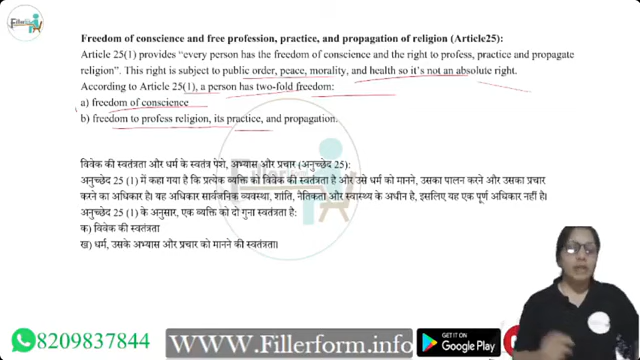 Fillerform
Freedom of conscience and free profession, practice, and propagation of religion (Article25):
Article 25(1) provides “every person has the freedom of conscience and the right to profess, practice and propagate
religion”. This right is subject to public order, peace, morality, and health so it’s not an absolute right.
According to Article 25(1), a person has two-fold freedom:
a) freedom of conscience
b) freedom to profess religion, its practice, and propagation.
विवेक की स्वतंत्रता और धर्म के स्वतंत्र पेशे, अभ्यास और प्रचार (अनुच्छेद 25):
अनुच्छेद 25 (1) में कहा गया है कि प्रत्येक व्यक्ति को विवेक की स्वतंत्रता है और उसे धर्म को मानने, उसका पालन करने और उसका प्रचार
करने का अधिकार है। यह अधिकार सार्वजनिक व्यवस्था, शांति, नैतिकता और स्वास्थ्य के अधीन है, इसलिए यह एक पूर्ण अधिकार नहीं है।
अनुच्छेद 25 (1) के अनुसार, एक व्यक्ति को दो गुना स्वतंत्रता है:
क) विवेक की स्वतंत्रता
ख) धर्म, उसके अभ्यास और प्रचार को मानने की स्वतंत्रता।
8209837844
www.Fillerform.info
GET IT ON
Google Play